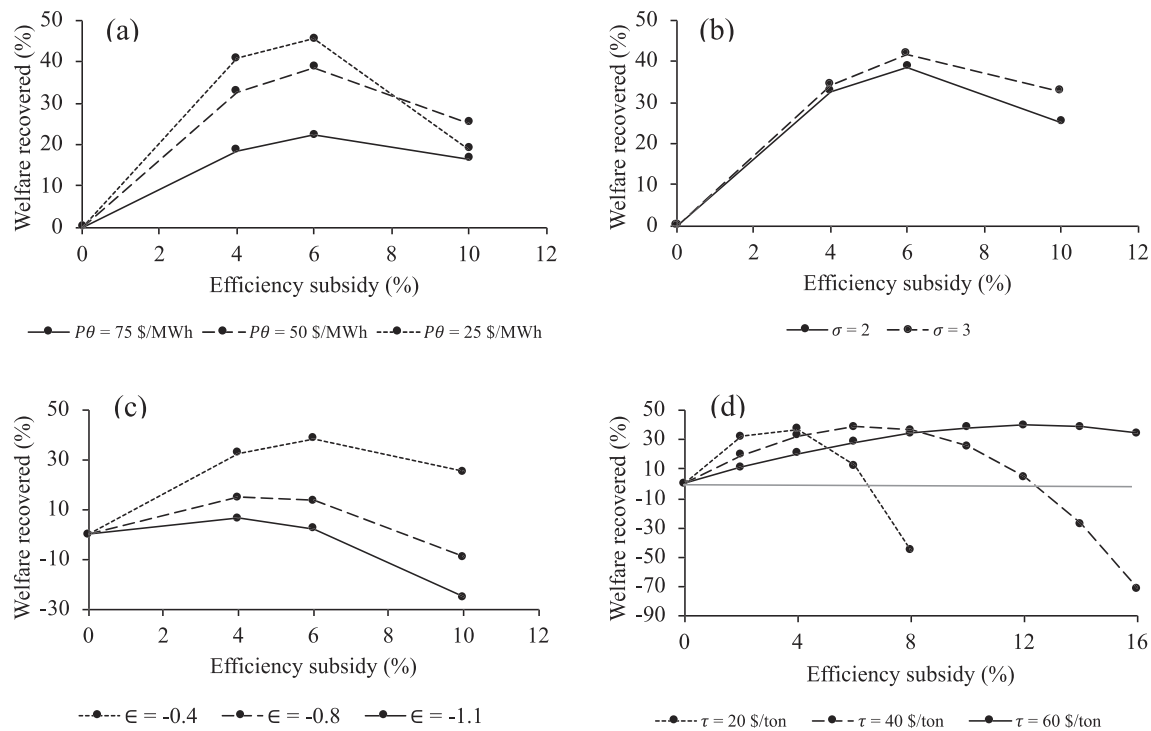 (a)
Welfare recovered (%)
50
40
30
20
10
0
0 2 4 6 8 10 12
Efficiency subsidy (%)
Pθ = 75 $/MWh Pθ = 50 $/MWh Pθ = 25 $/MWh
(b)
Welfare recovered (%)
50
40
30
20
10
0
0 2 4 6 8 10 12
Efficiency subsidy (%)
σ = 2 σ = 3
(c)
Welfare recovered (%)
50
30
10
-10
-30
0 2 4 6 8 10 12
Efficiency subsidy (%)
∈ = -0.4 ∈ = -0.8 ∈ = -1.1
(d)
Welfare recovered (%)
50
30
10
-10
-30
-50
-70
-90
0 4 8 12 16
Efficiency subsidy (%)
τ = 20 $/ton τ = 40 $/ton τ = 60 $/ton